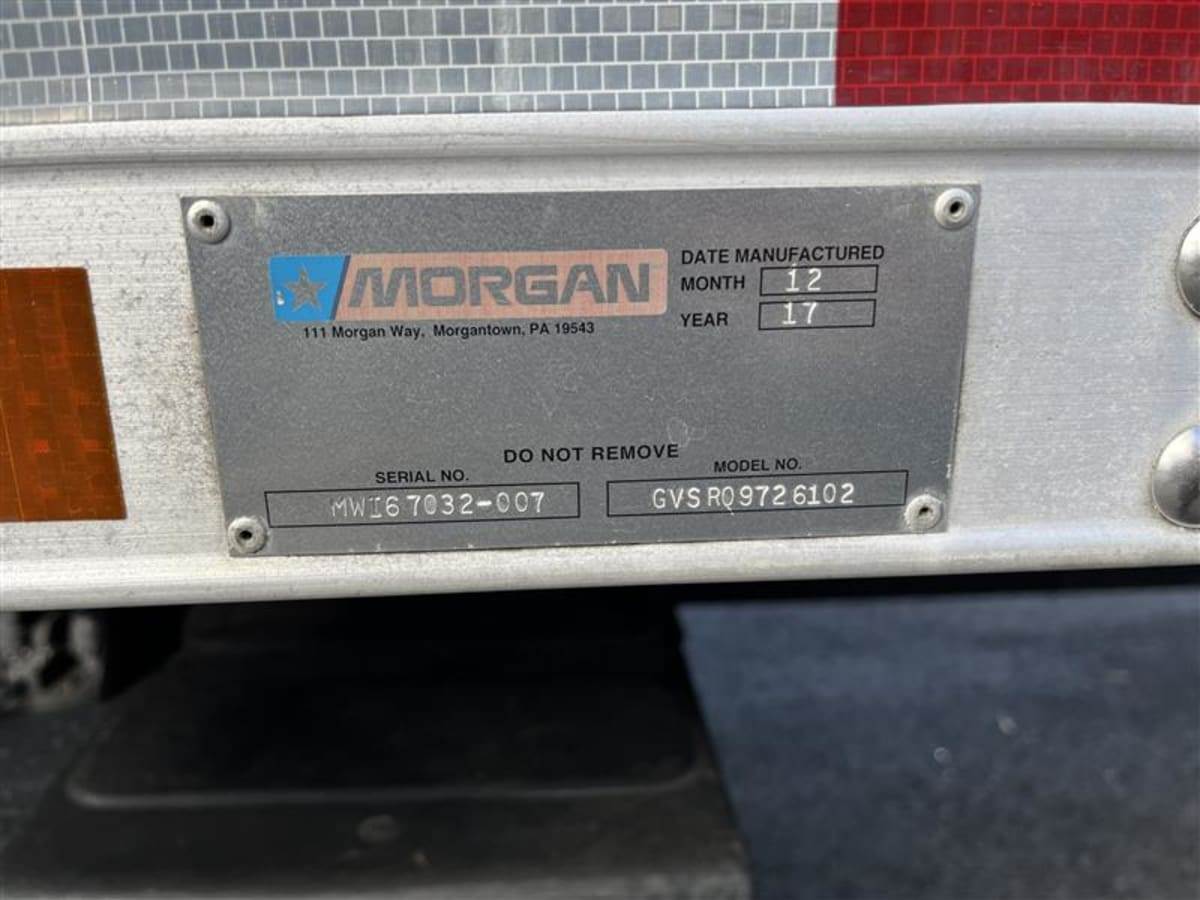 MORGAN
111 Morgan Way, Morgantown, PA 19543
DATE MANUFACTURED
MONTH 12
YEAR 17
DO NOT REMOVE
SERIAL NO.
MWI67032-007
MODEL NO.
GVSR09726102